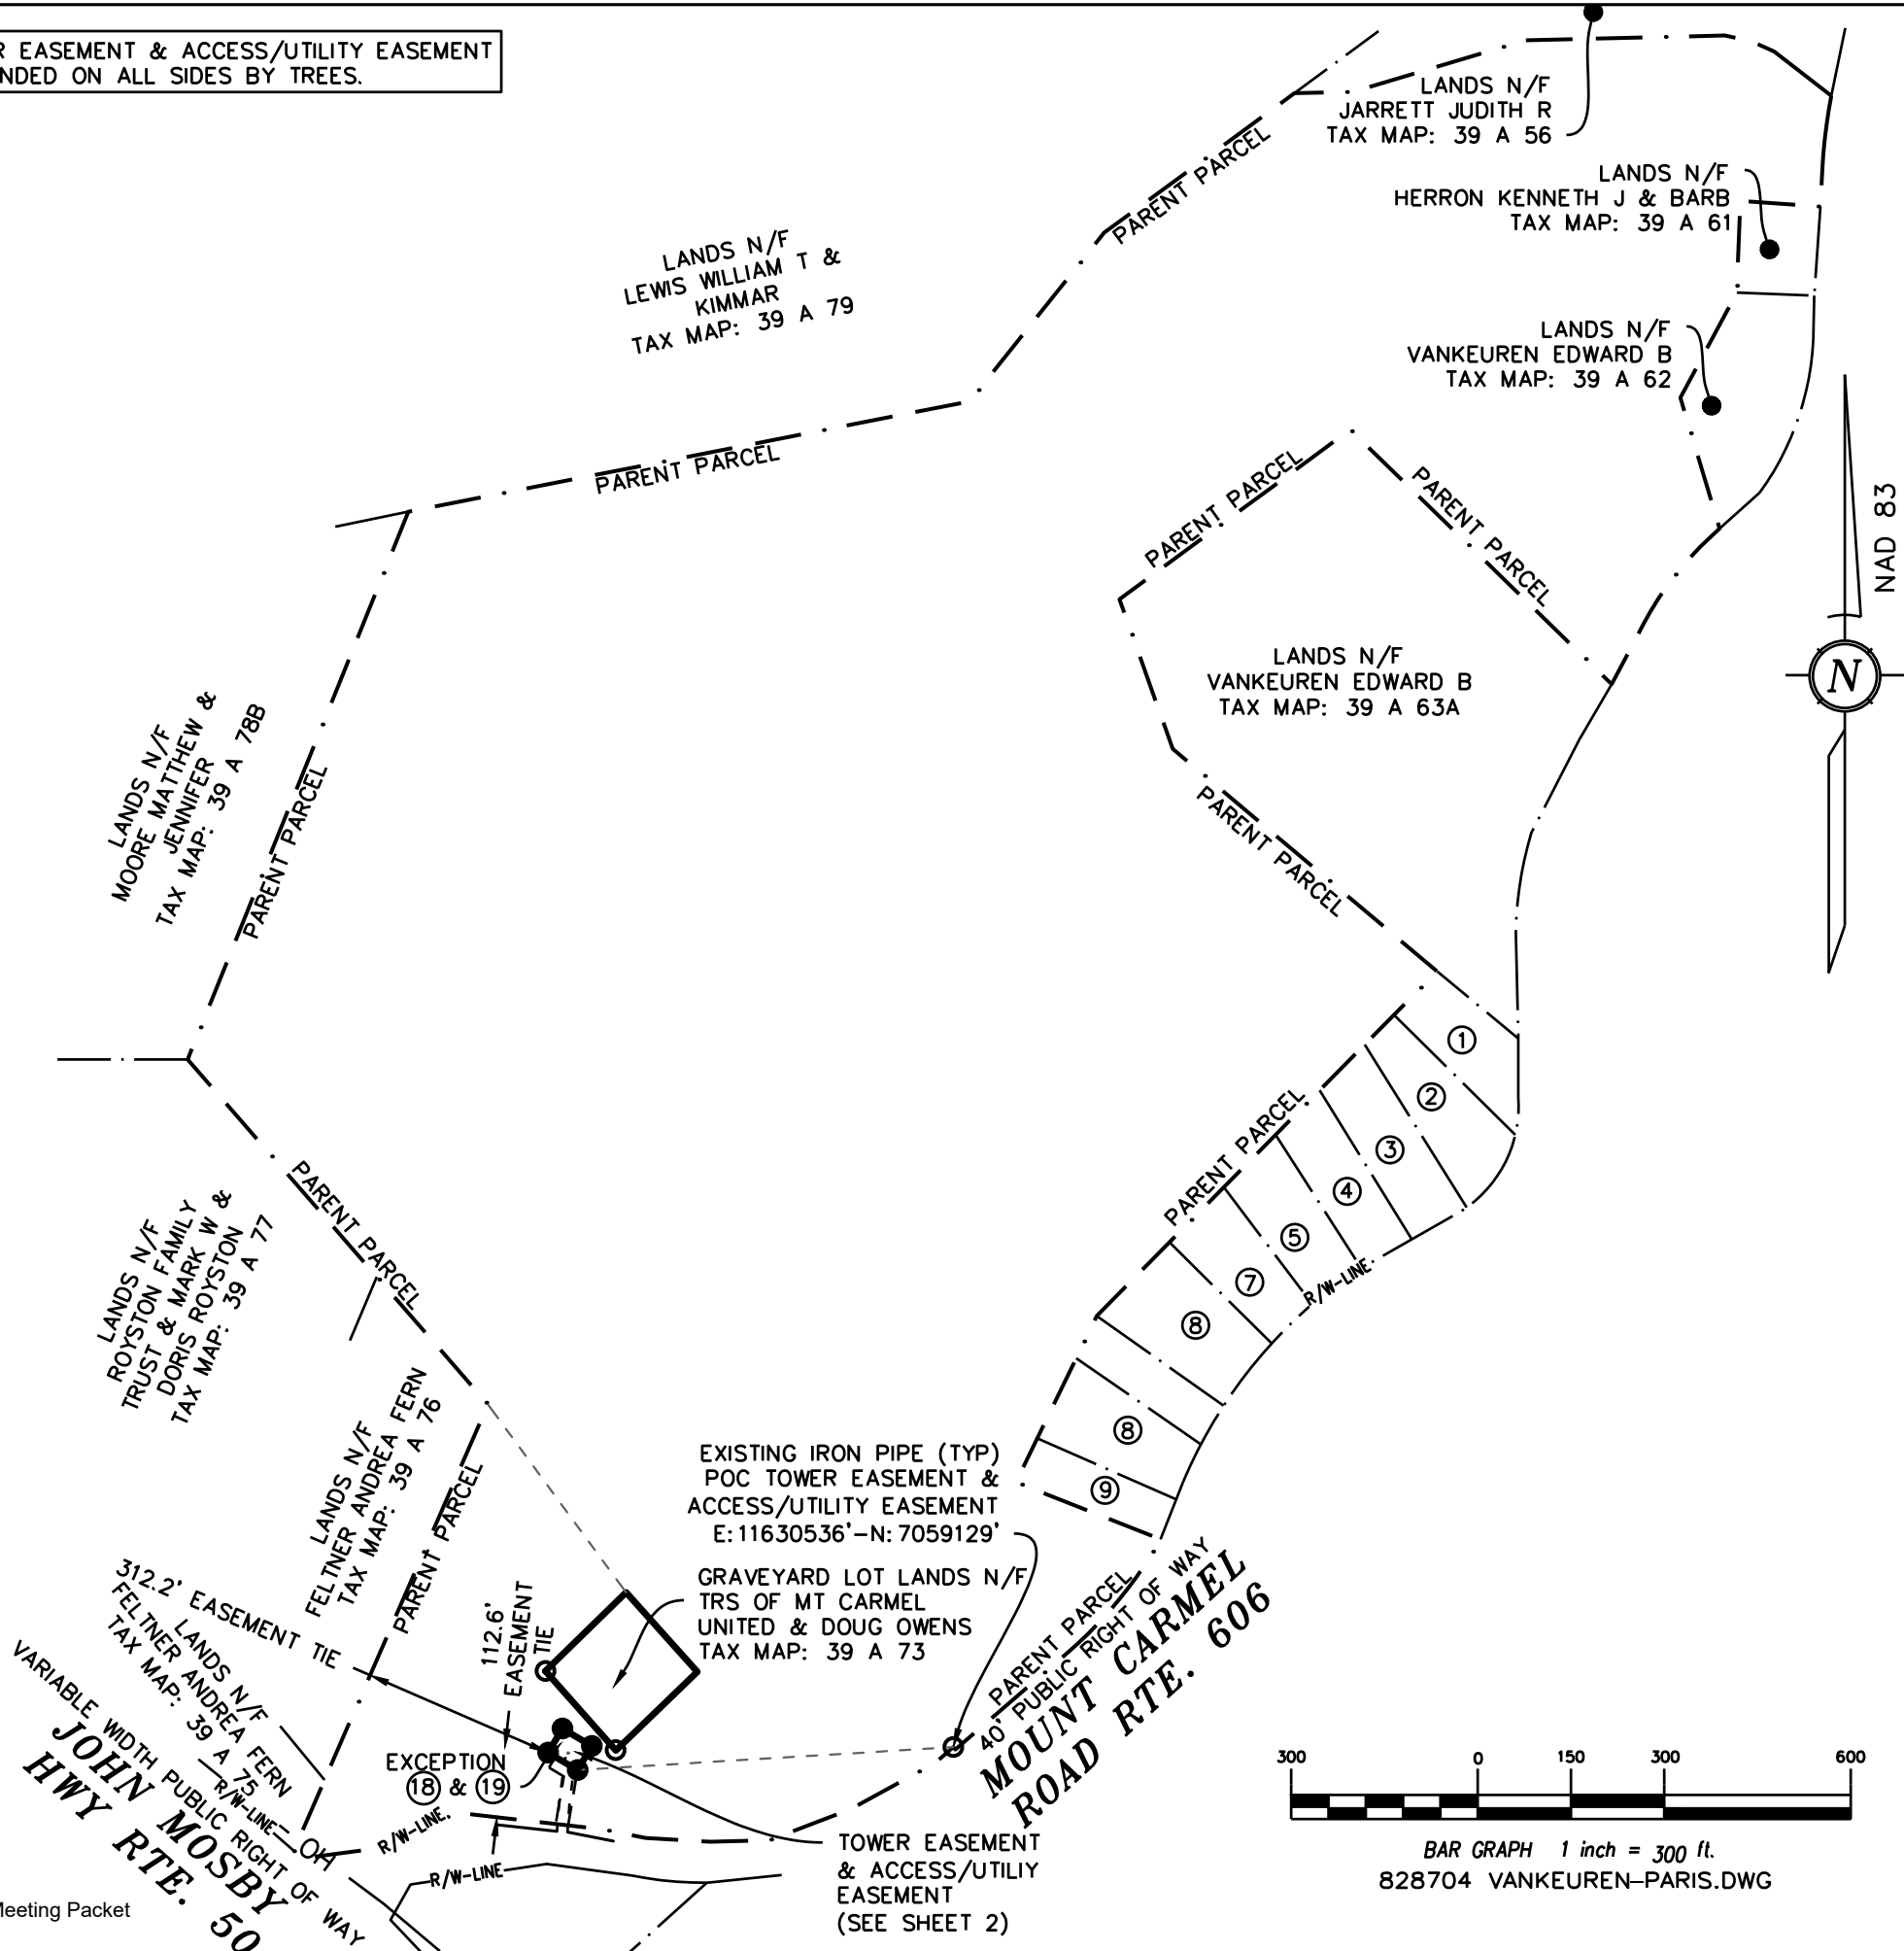 R EASEMENT & ACCESS/UTILITY EASEMENT
NDED ON ALL SIDES BY TREES.
LANDS N/F
JARRETT JUDITH R
TAX MAP: 39 A 56
LANDS N/F
HERRON KENNETH J & BARB
TAX MAP: 39 A 61
PARENT PARCEL
LANDS N/F
LEWIS WILLIAM T &
KIMMAR
TAX MAP: 39 A 79
LANDS N/F
VANKEUREN EDWARD B
TAX MAP: 39 A 62
PARENT PARCEL
PARENT PARCEL
PARENT PARCEL
NAD 83
N
LANDS N/F
VANKEUREN EDWARD B
TAX MAP: 39 A 63A
LANDS N/F
MOORE MATTHEW &
JENNIFER
TAX MAP: 39 A 78B
PARENT PARCEL
PARENT PARCEL
1
2
3
4
5
7
8
8
9
PARENT PARCEL
R/W-LINE.
LANDS N/F
ROYSTON FAMILY
TRUST & MARK W &
DORIS ROYSTON
TAX MAP: 39 A 77
PARENT PARCEL
LANDS N/F
FELTNER ANDREA FERN
TAX MAP: 39 A 76
PARENT PARCEL
EXISTING IRON PIPE (TYP)
POC TOWER EASEMENT &
ACCESS/UTILITY EASEMENT
E:11630536'-N:7059129'
GRAVEYARD LOT LANDS N/F
TRS OF MT CARMEL
UNITED & DOUG OWENS
TAX MAP: 39 A 73
112.6'
EASEMENT
TIE
312.2' EASEMENT TIE
LANDS N/F
FELTNER ANDREA FERN
TAX MAP: 39 A 75
R/W-LINE
VARIABLE WIDTH PUBLIC RIGHT OF WAY
JOHN MOSBY
HWY RTE. 50
OH
R/W-LINE.
R/W-LINE
EXCEPTION
18 & 19
PARENT PARCEL
40' PUBLIC RIGHT OF WAY
MOUNT CARMEL
ROAD RTE. 606
TOWER EASEMENT
& ACCESS/UTILIY
EASEMENT
(SEE SHEET 2)
300 0 150 300 600
BAR GRAPH 1 inch = 300 ft.
828704 VANKEUREN-PARIS.DWG
Meeting Packet